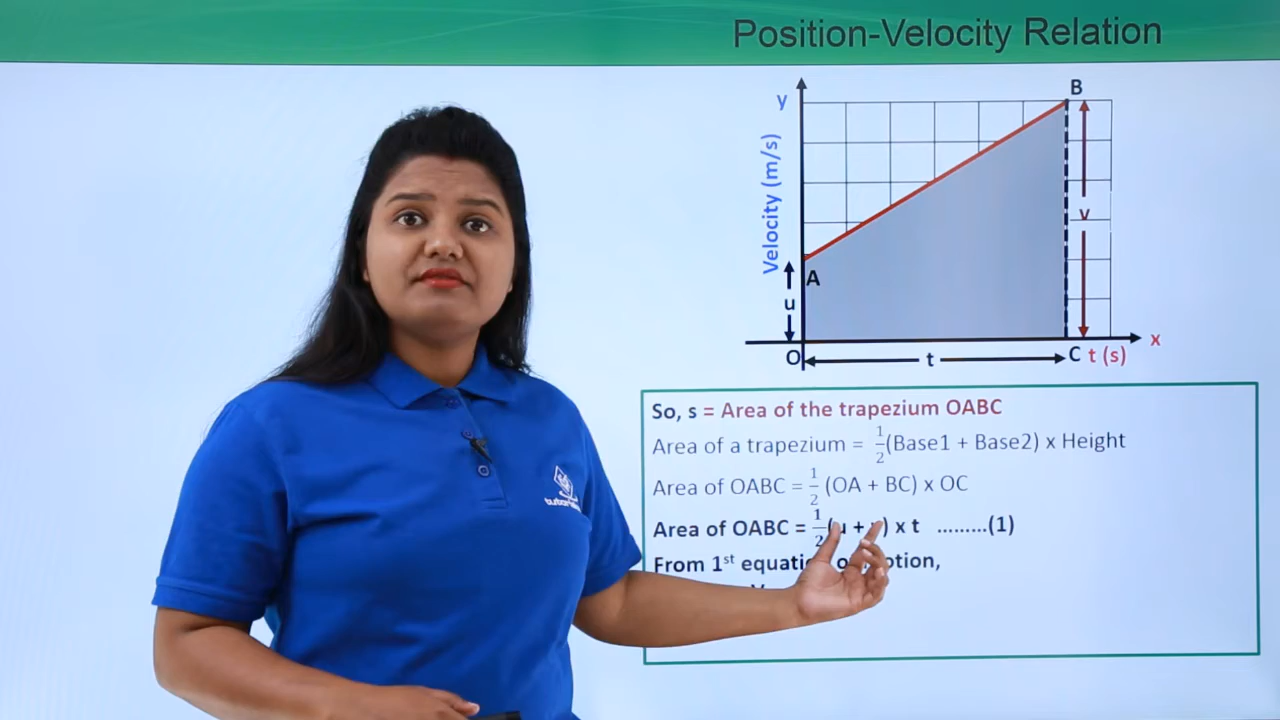 Position-Velocity Relation
y
B
Velocity (m/s)
v
A
u
O
t
C t (s)
x
So, s = Area of the trapezium OABC
Area of a trapezium = 1/2 (Base1 + Base2) x Height
Area of OABC = 1/2 (OA + BC) x OC
Area of OABC = 1/2 (u + ) x t .........(1)
From 1st